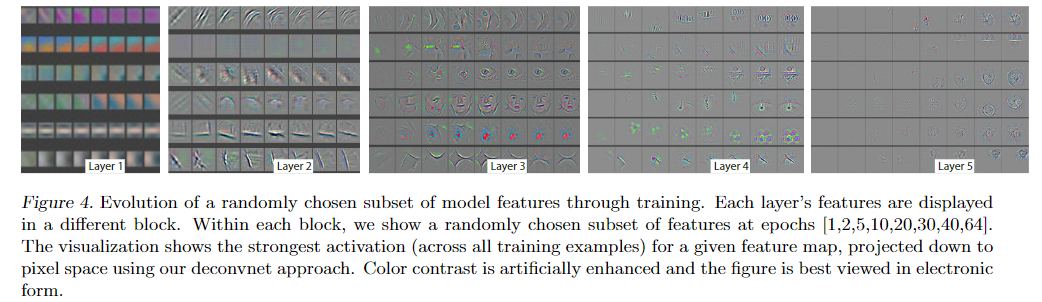 Layer 1
Layer 2
Layer 3
Layer 4
Layer 5
Figure 4. Evolution of a randomly chosen subset of model features through training. Each layer's features are displayed
in a different block. Within each block, we show a randomly chosen subset of features at epochs [1,2,5,10,20,30,40,64].
The visualization shows the strongest activation (across all training examples) for a given feature map, projected down to
pixel space using our deconvnet approach. Color contrast is artificially enhanced and the figure is best viewed in electronic
form.